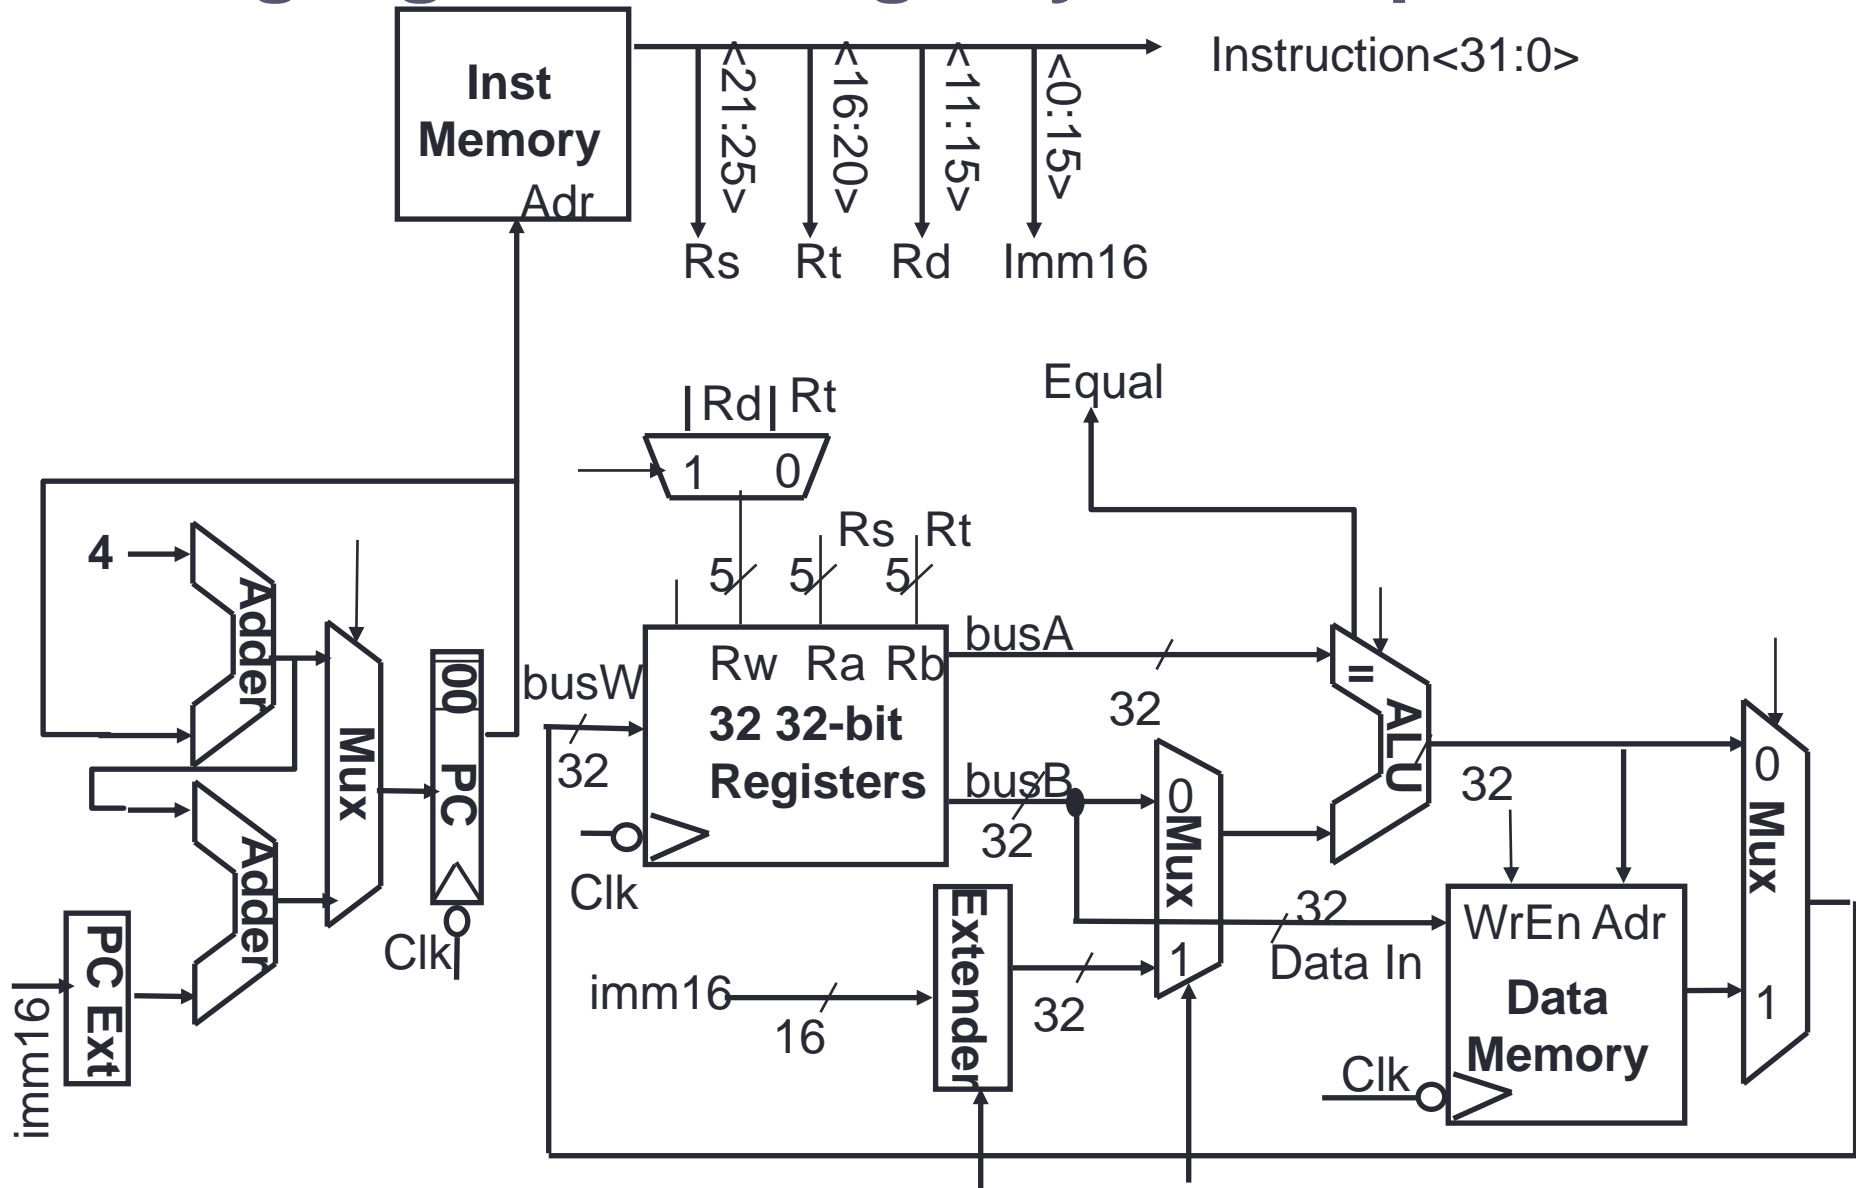 Instruction<31:0>
Inst
Memory
Adr
<21:25>
<16:20>
<11:15>
<0:15>
Rs
Rt
Rd
Imm16
Equal
Rd
Rt
1
0
Rs
Rt
5
5
5
4
Adder
Mux
00
PC
Clk
Adder
PC Ext
imm16
busW
32
Rw Ra Rb
32 32-bit
Registers
Clk
busA
32
busB
32
0
Mux
1
=
ALU
32
imm16
16
Extender
32
32
Data In
WrEn Adr
Data
Memory
Clk
0
Mux
1